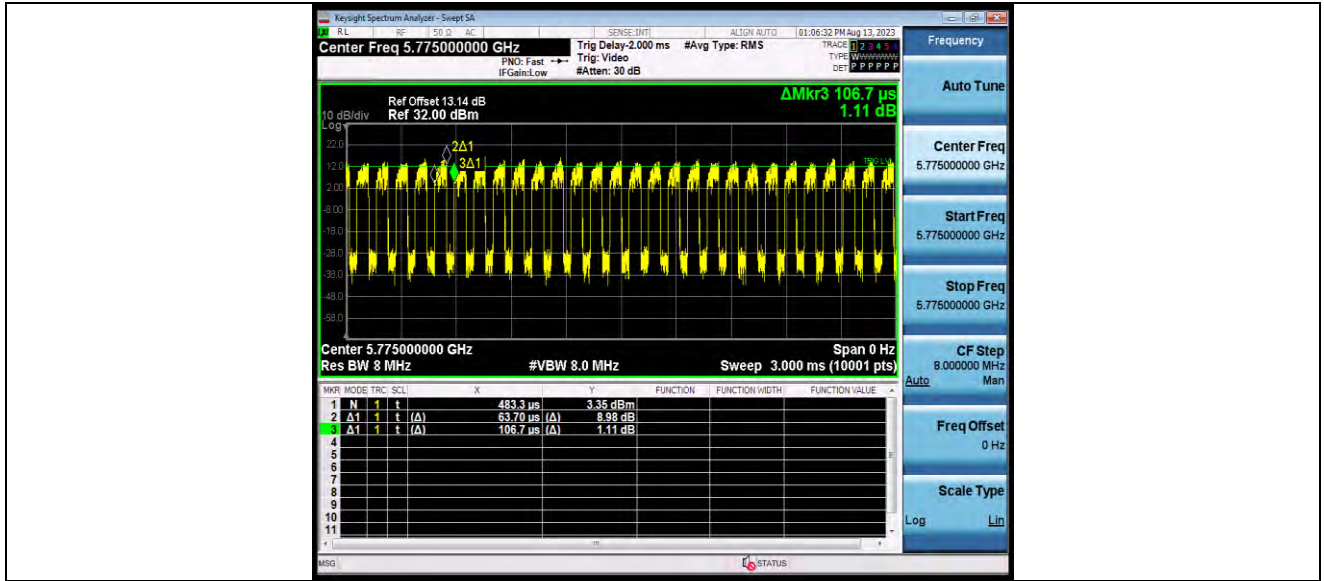 Keysight Spectrum Analyzer - Swept SA
RL RF 50 Ω AC SENSE:INT ALIGN AUTO 01:06:32 PM Aug 13, 2023
Center Freq 5.775000000 GHz
PNO: Fast
IFGain:Low
Trig Delay-2.000 ms
Trig: Video
#Atten: 30 dB
#Avg Type: RMS
TRACE 1 2 3 4 5 6
TYPE WWWWWW
DET P P P P P P
ΔMkr3 106.7 µs
1.11 dB
Ref Offset 13.14 dB
10 dB/div Ref 32.00 dBm
Log
22.0
12.0
2.00
-8.00
-18.0
-28.0
-38.0
-48.0
-58.0
2Δ1
3Δ1
TRIG LVL
Center 5.775000000 GHz Span 0 Hz
Res BW 8 MHz #VBW 8.0 MHz Sweep 3.000 ms (10001 pts)
MKR MODE TRC SCL X Y FUNCTION FUNCTION WIDTH FUNCTION VALUE
1 N 1 t 483.3 µs 3.35 dBm
2 Δ1 1 t (Δ) 63.70 µs (Δ) 8.98 dB
3 Δ1 1 t (Δ) 106.7 µs (Δ) 1.11 dB
4
5
6
7
8
9
10
11
MSG STATUS
Frequency
Auto Tune
Center Freq
5.775000000 GHz
Start Freq
5.775000000 GHz
Stop Freq
5.775000000 GHz
CF Step
8.000000 MHz
Auto Man
Freq Offset
0 Hz
Scale Type
Log Lin